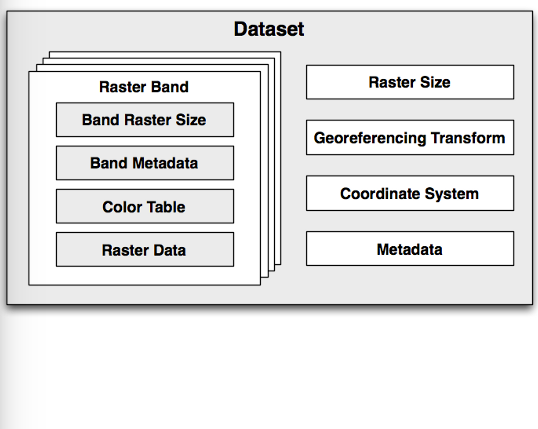 Dataset
Raster Band
Band Raster Size
Band Metadata
Color Table
Raster Data
Raster Size
Georeferencing Transform
Coordinate System
Metadata